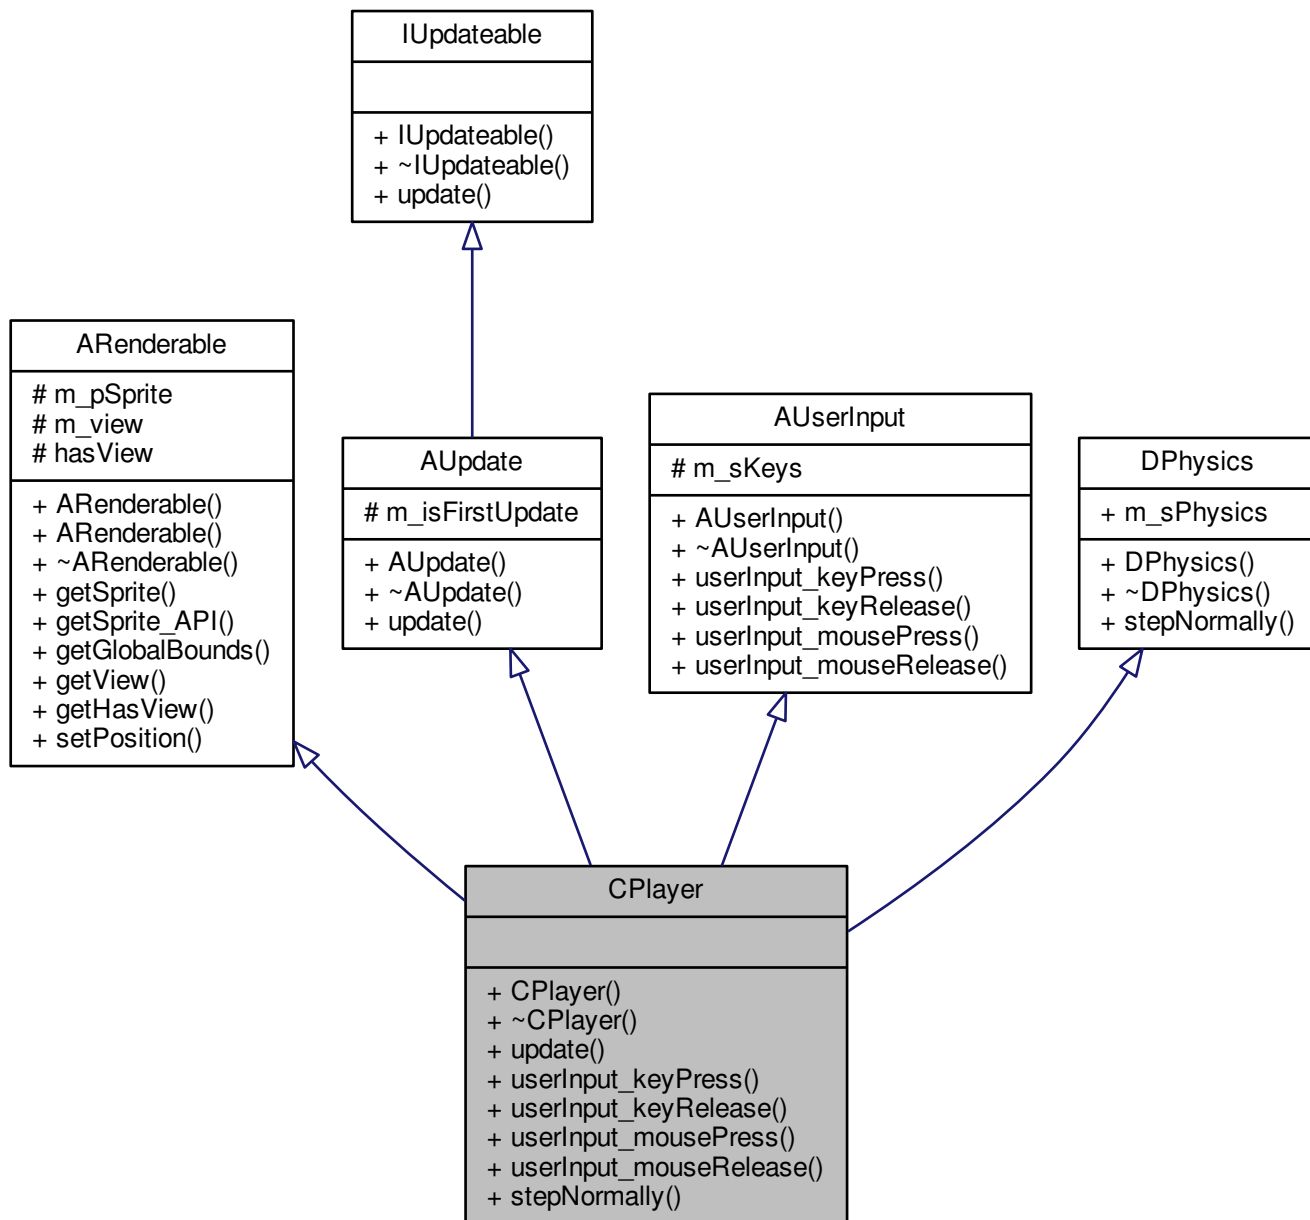 IUpdateable
+ IUpdateable()
+ ~IUpdateable()
+ update()
ARenderable
# m_pSprite
# m_view
# hasView
+ ARenderable()
+ ARenderable()
+ ~ARenderable()
+ getSprite()
+ getSprite_API()
+ getGlobalBounds()
+ getView()
+ getHasView()
+ setPosition()
AUpdate
# m_isFirstUpdate
+ AUpdate()
+ ~AUpdate()
+ update()
AUserInput
# m_sKeys
+ AUserInput()
+ ~AUserInput()
+ userInput_keyPress()
+ userInput_keyRelease()
+ userInput_mousePress()
+ userInput_mouseRelease()
DPhysics
+ m_sPhysics
+ DPhysics()
+ ~DPhysics()
+ stepNormally()
CPlayer
+ CPlayer()
+ ~CPlayer()
+ update()
+ userInput_keyPress()
+ userInput_keyRelease()
+ userInput_mousePress()
+ userInput_mouseRelease()
+ stepNormally()